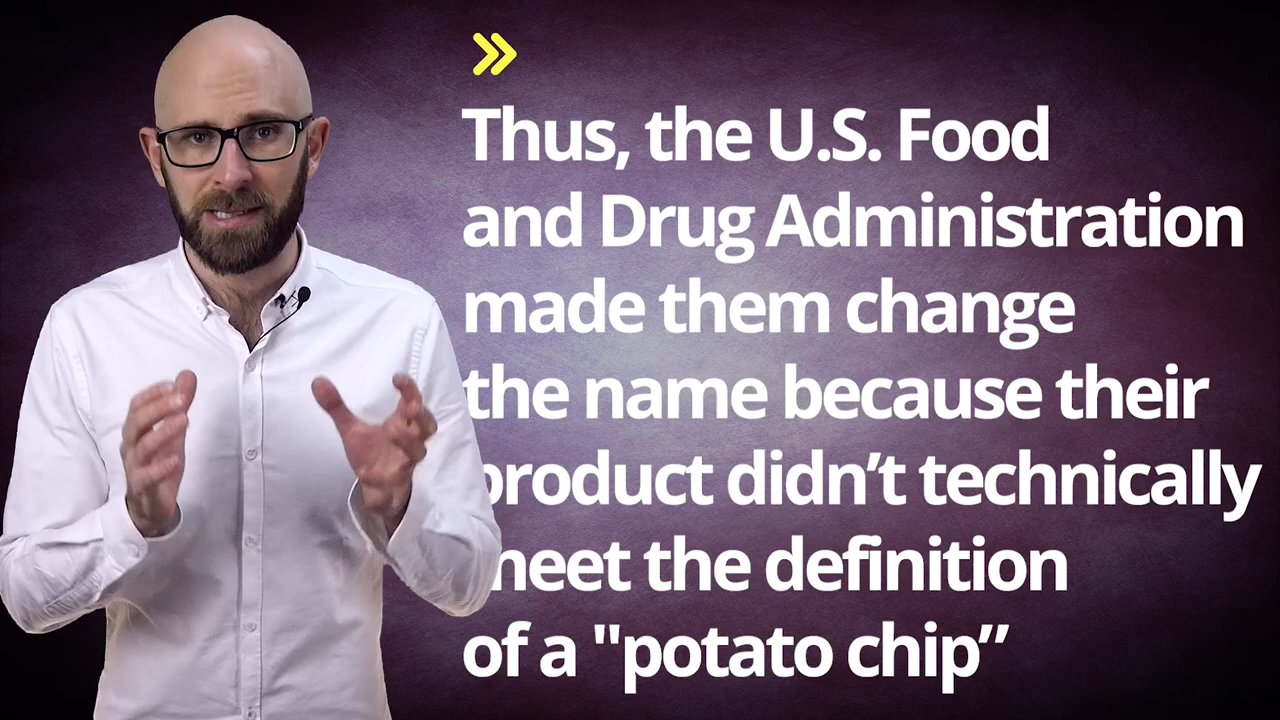 Thus, the U.S. Food
and Drug Administration
made them change
the name because their
product didn’t technically
meet the definition
of a "potato chip”